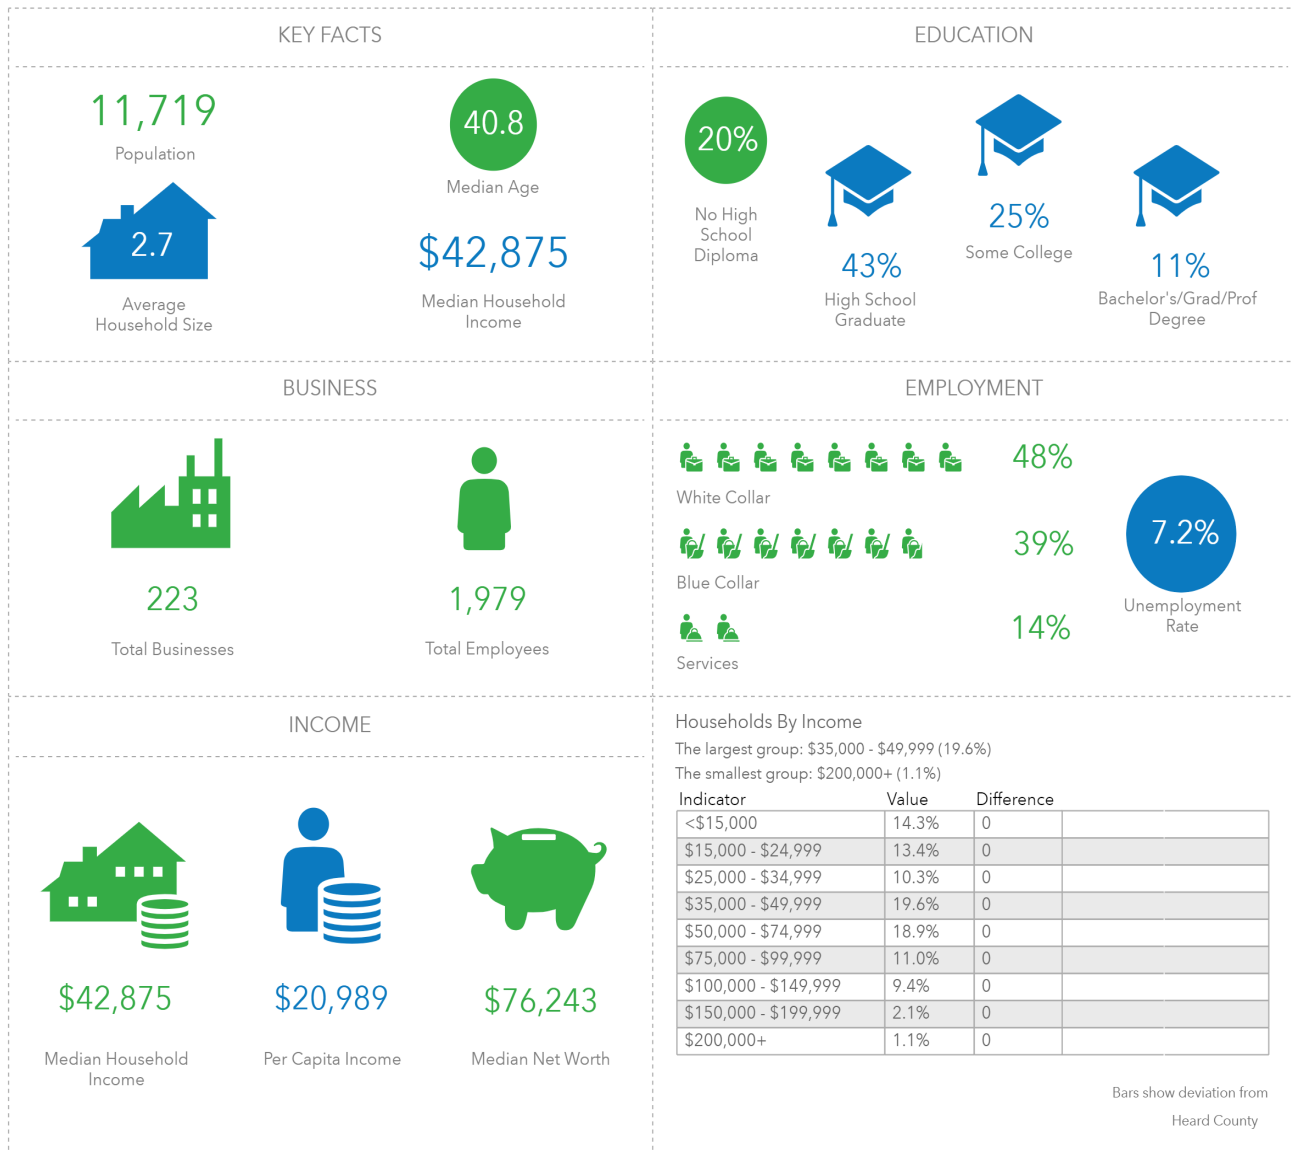 KEY FACTS
11,719
Population
40.8
Median Age
2.7
Average
Household Size
$42,875
Median Household
Income
EDUCATION
20%
No High
School
Diploma
43%
High School
Graduate
25%
Some College
11%
Bachelor's/Grad/Prof
Degree
BUSINESS
223
Total Businesses
1,979
Total Employees
EMPLOYMENT
48%
White Collar
39%
Blue Collar
14%
Services
7.2%
Unemployment
Rate
INCOME
$42,875
Median Household
Income
$20,989
Per Capita Income
$76,243
Median Net Worth
Households By Income
The largest group: $35,000 - $49,999 (19.6%)
The smallest group: $200,000+ (1.1%)
Indicator Value Difference
<$15,000 14.3% 0
$15,000 - $24,999 13.4% 0
$25,000 - $34,999 10.3% 0
$35,000 - $49,999 19.6% 0
$50,000 - $74,999 18.9% 0
$75,000 - $99,999 11.0% 0
$100,000 - $149,999 9.4% 0
$150,000 - $199,999 2.1% 0
$200,000+ 1.1% 0
Bars show deviation from
Heard County